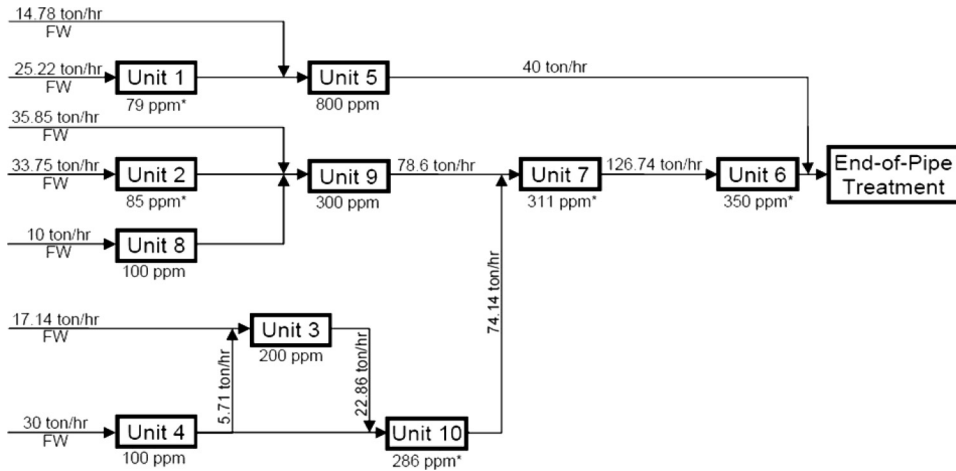 14.78 ton/hr
FW
25.22 ton/hr
FW
Unit 1
79 ppm*
Unit 5
800 ppm
40 ton/hr
35.85 ton/hr
FW
33.75 ton/hr
FW
Unit 2
85 ppm*
Unit 9
300 ppm
78.6 ton/hr
Unit 7
311 ppm*
126.74 ton/hr
Unit 6
350 ppm*
End-of-Pipe
Treatment
10 ton/hr
FW
Unit 8
100 ppm
17.14 ton/hr
FW
Unit 3
200 ppm
5.71 ton/hr
22.86 ton/hr
74.14 ton/hr
30 ton/hr
FW
Unit 4
100 ppm
Unit 10
286 ppm*